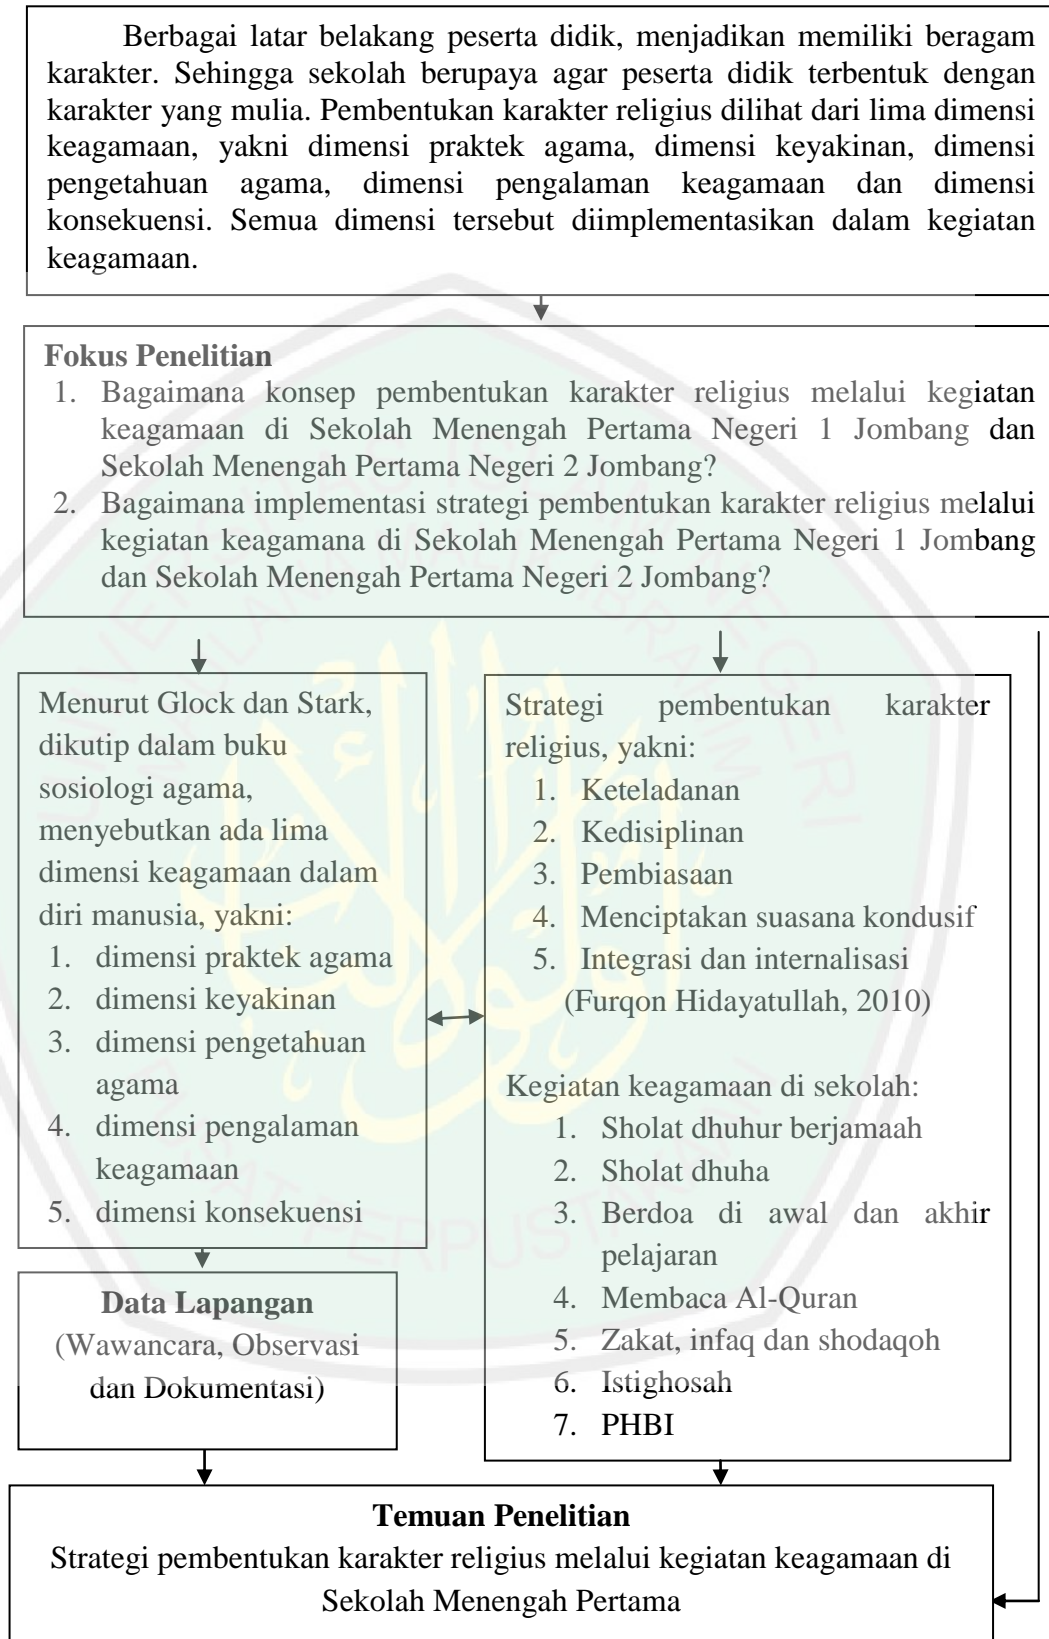 Berbagai latar belakang peserta didik, menjadikan memiliki beragam
karakter. Sehingga sekolah berupaya agar peserta didik terbentuk dengan
karakter yang mulia. Pembentukan karakter religius dilihat dari lima dimensi
keagamaan, yakni dimensi praktek agama, dimensi keyakinan, dimensi
pengetahuan agama, dimensi pengalaman keagamaan dan dimensi
konsekuensi. Semua dimensi tersebut diimplementasikan dalam kegiatan
keagamaan.
Fokus Penelitian
1. Bagaimana konsep pembentukan karakter religius melalui kegiatan
keagamaan di Sekolah Menengah Pertama Negeri 1 Jombang dan
Sekolah Menengah Pertama Negeri 2 Jombang?
2. Bagaimana implementasi strategi pembentukan karakter religius melalui
kegiatan keagamana di Sekolah Menengah Pertama Negeri 1 Jombang
dan Sekolah Menengah Pertama Negeri 2 Jombang?
Menurut Glock dan Stark,
dikutip dalam buku
sosiologi agama,
menyebutkan ada lima
dimensi keagamaan dalam
diri manusia, yakni:
1. dimensi praktek agama
2. dimensi keyakinan
3. dimensi pengetahuan
agama
4. dimensi pengalaman
keagamaan
5. dimensi konsekuensi
Strategi pembentukan karakter
religius, yakni:
1. Keteladanan
2. Kedisiplinan
3. Pembiasaan
4. Menciptakan suasana kondusif
5. Integrasi dan internalisasi
(Furqon Hidayatullah, 2010)
Kegiatan keagamaan di sekolah:
1. Sholat dhuhur berjamaah
2. Sholat dhuha
3. Berdoa di awal dan akhir
pelajaran
4. Membaca Al-Quran
5. Zakat, infaq dan shodaqoh
6. Istighosah
7. PHBI
Data Lapangan
(Wawancara, Observasi
dan Dokumentasi)
Temuan Penelitian
Strategi pembentukan karakter religius melalui kegiatan keagamaan di
Sekolah Menengah Pertama
UNIVERSITAS ISLAM NEGERI
MAULANA MALIK IBRAHIM
PUSAT PERPUSTAKAAN